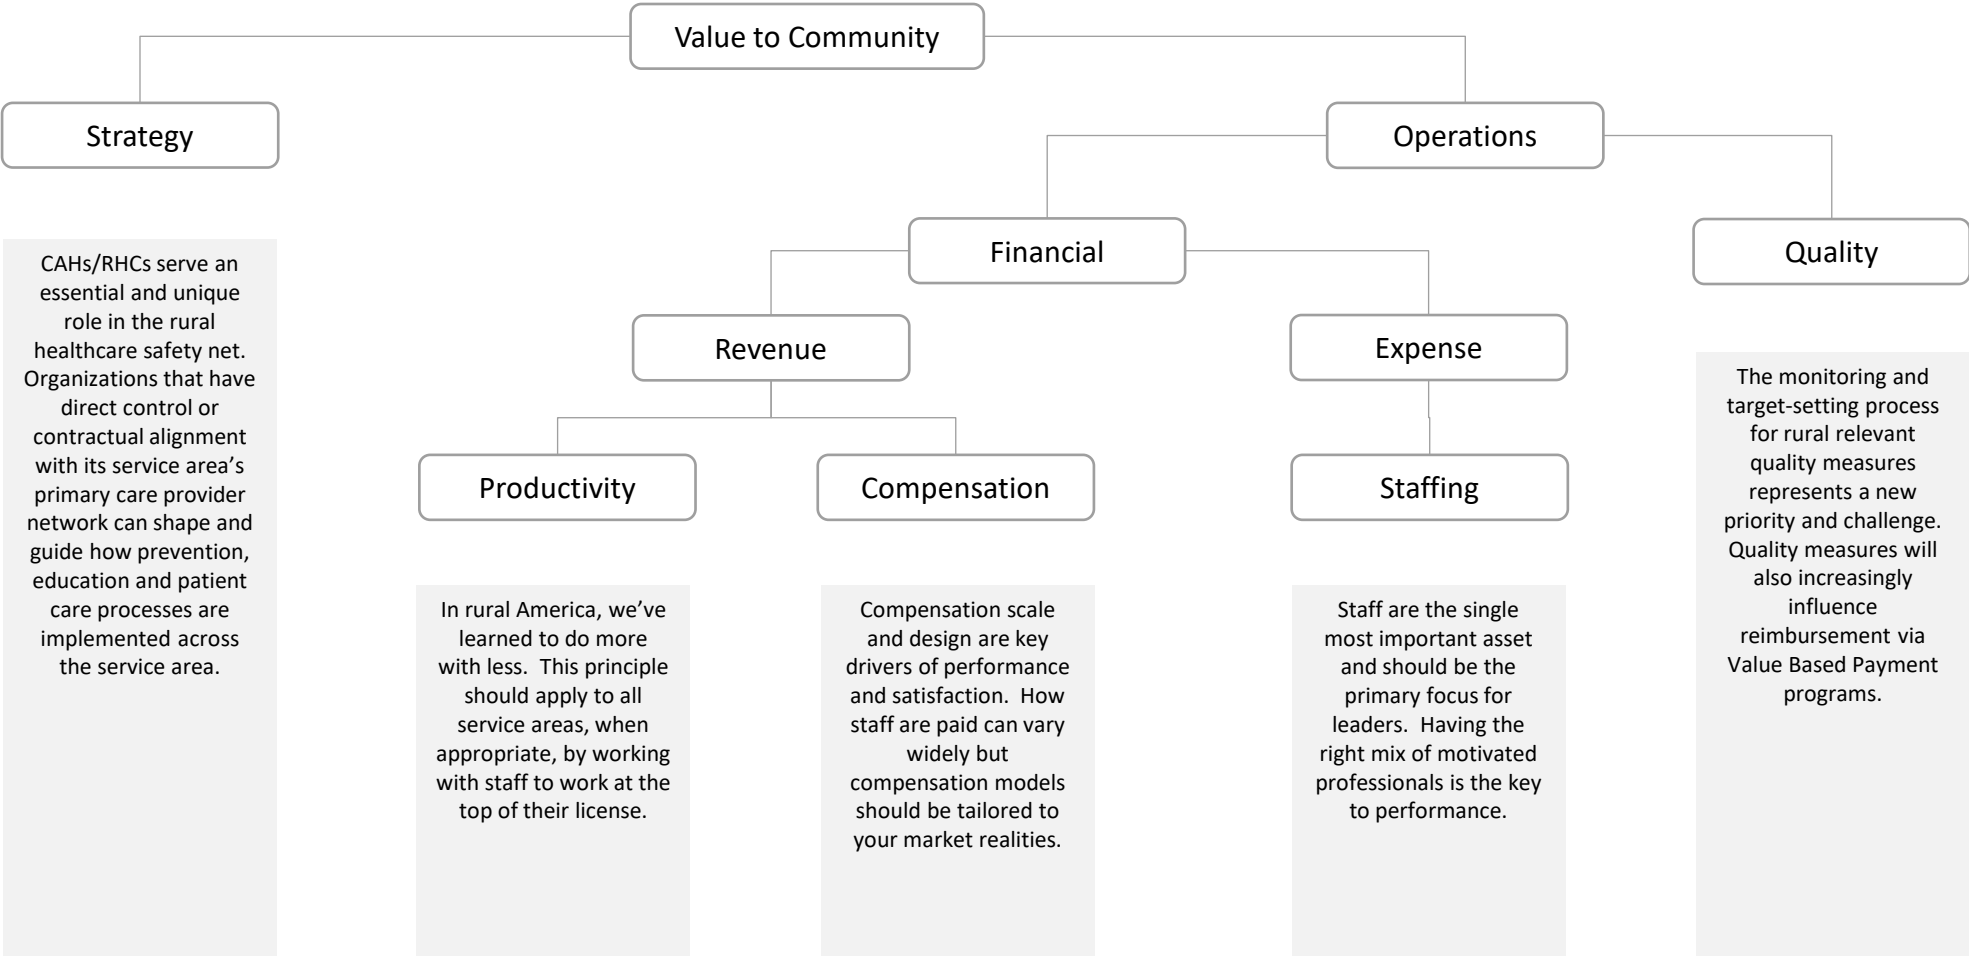 Value to Community
Strategy
Operations
Financial
Quality
Revenue
Expense
Productivity
Compensation
Staffing
CAHs/RHCs serve an
essential and unique
role in the rural
healthcare safety net.
Organizations that have
direct control or
contractual alignment
with its service area’s
primary care provider
network can shape and
guide how prevention,
education and patient
care processes are
implemented across
the service area.
In rural America, we’ve
learned to do more
with less.  This principle
should apply to all
service areas, when
appropriate, by working
with staff to work at the
top of their license.
Compensation scale
and design are key
drivers of performance
and satisfaction.  How
staff are paid can vary
widely but
compensation models
should be tailored to
your market realities.
Staff are the single
most important asset
and should be the
primary focus for
leaders.  Having the
right mix of motivated
professionals is the key
to performance.
The monitoring and
target-setting process
for rural relevant
quality measures
represents a new
priority and challenge.
Quality measures will
also increasingly
influence
reimbursement via
Value Based Payment
programs.